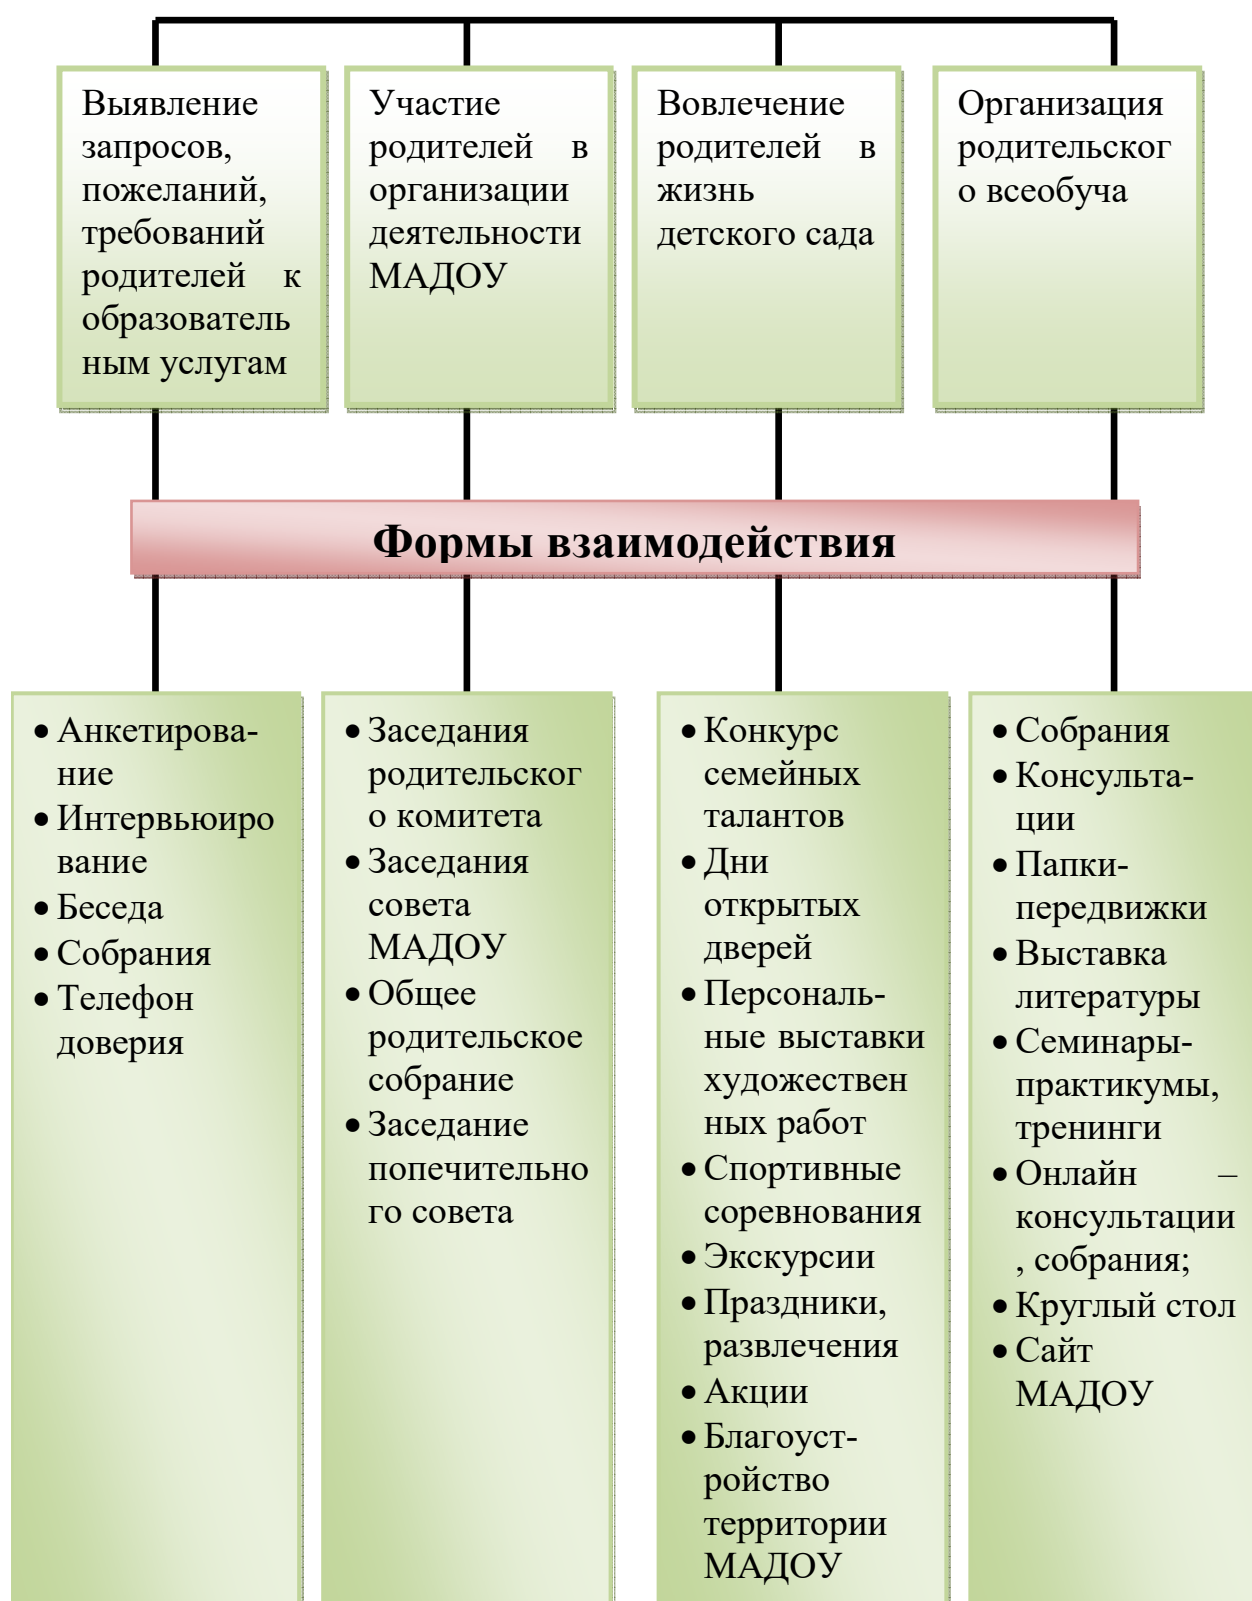 Выявление
запросов,
пожеланий,
требований
родителей к
образователь
ным услугам
Участие
родителей в
организации
деятельности
МАДОУ
Вовлечение
родителей в
жизнь
детского сада
Организация
родительског
о всеобуча
Формы взаимодействия
• Анкетирова-
ние
• Интервьюиро
вание
• Беседа
• Собрания
• Телефон
доверия
• Заседания
родительског
о комитета
• Заседания
совета
МАДОУ
• Общее
родительское
собрание
• Заседание
попечительно
го совета
• Конкурс
семейных
талантов
• Дни
открытых
дверей
• Персональ-
ные выставки
художествен
ных работ
• Спортивные
соревнования
• Экскурсии
• Праздники,
развлечения
• Акции
• Благоуст-
ройство
территории
МАДОУ
• Собрания
• Консульта-
ции
• Папки-
передвижки
• Выставка
литературы
• Семинары-
практикумы,
тренинги
• Онлайн –
консультации
, собрания;
• Круглый стол
• Сайт
МАДОУ